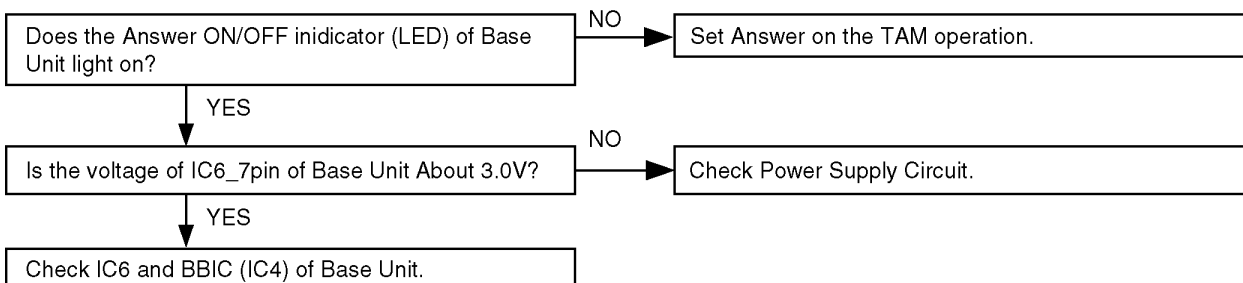 Does the Answer ON/OFF inidicator (LED) of Base
Unit light on?
NO
Set Answer on the TAM operation.
YES
Is the voltage of IC6_7pin of Base Unit About 3.0V?
NO
Check Power Supply Circuit.
YES
Check IC6 and BBIC (IC4) of Base Unit.